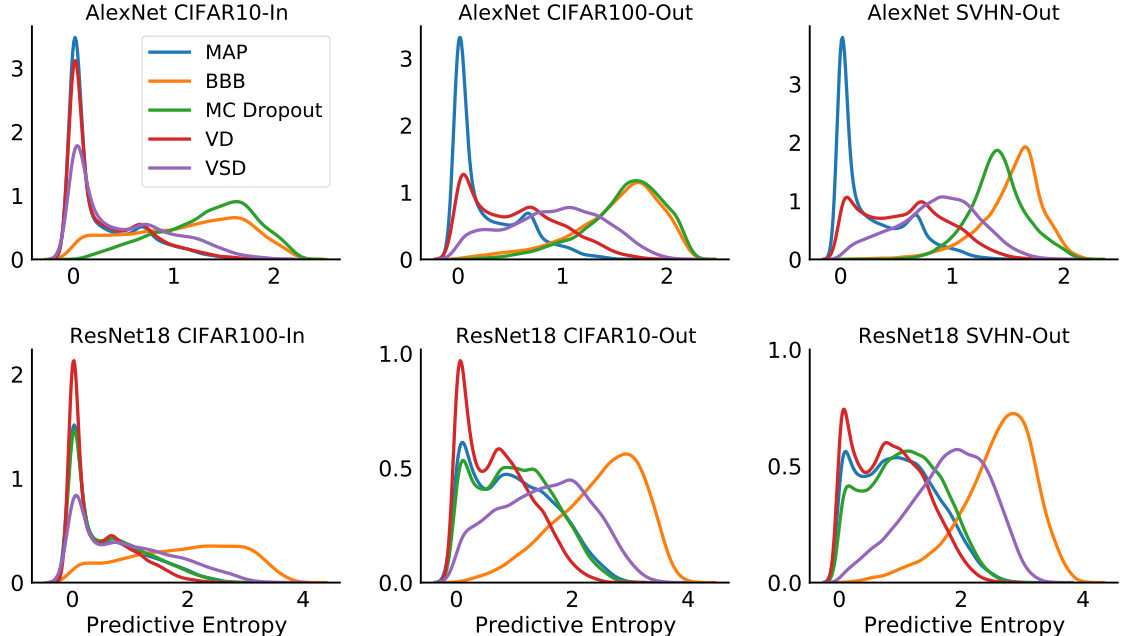 AlexNet CIFAR10-In
AlexNet CIFAR100-Out
AlexNet SVHN-Out
MAP
BBB
MC Dropout
VD
VSD
3
2
1
0
0
1
2
3
2
1
0
0
1
2
3
2
1
0
0
1
2
ResNet18 CIFAR100-In
ResNet18 CIFAR10-Out
ResNet18 SVHN-Out
2
1
0
0
2
4
1.0
0.5
0.0
0
2
4
1.0
0.5
0.0
0
2
4
Predictive Entropy
Predictive Entropy
Predictive Entropy